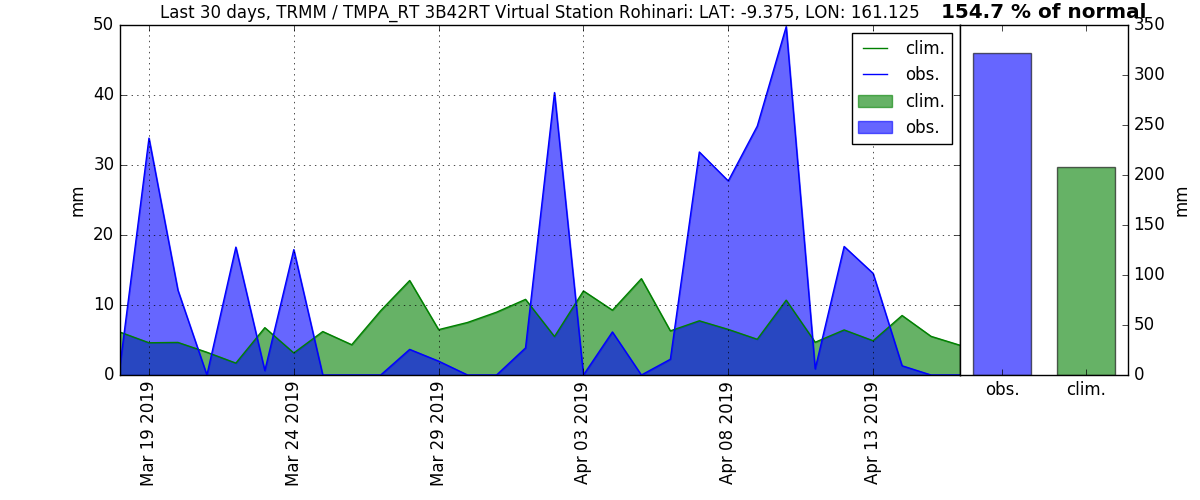 Last 30 days, TRMM / TMPA_RT 3B42RT Virtual Station Rohinari: LAT: -9.375, LON: 161.125
154.7 % of normal
50
40
30
20
10
0
mm
clim.
obs.
clim.
obs.
Mar 19 2019
Mar 24 2019
Mar 29 2019
Apr 03 2019
Apr 08 2019
Apr 13 2019
350
300
250
200
150
100
50
0
mm
obs.
clim.